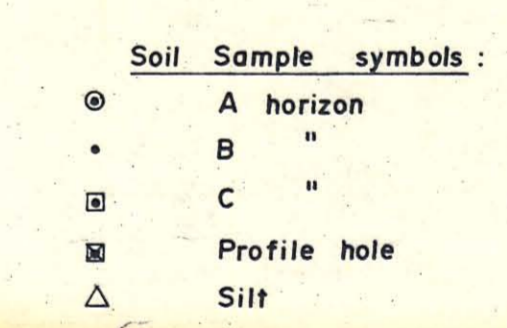 Soil Sample symbols :
A horizon
B "
C "
Profile hole
Silt